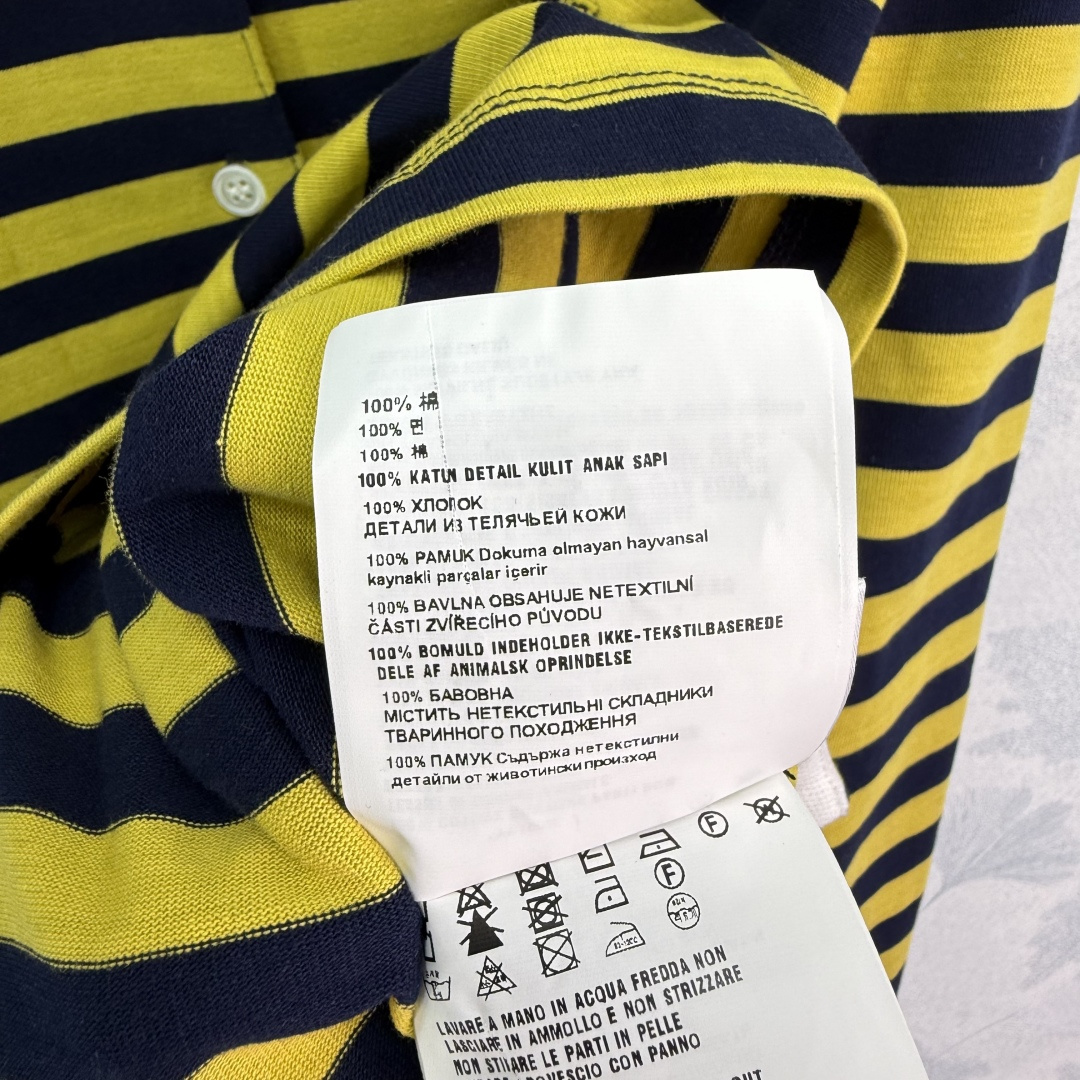 100% 棉
100% 면
100% 棉
100% KATUN DETAIL KULIT ANAK SAPI
100% ХЛОПОК
ДЕТАЛИ ИЗ ТЕЛЯЧЬЕЙ КОЖИ
100% PAMUK Dokuma olmayan hayvansal
kaynakli parçalar içerir
100% BAVLNA OBSAHUJE NETEXTILNÍ
ČÁSTI ZVÍŘECÍHO PŮVODU
100% BOMULD INDEHOLDER IKKE-TEKSTILBASEREDE
DELE AF ANIMALSK OPRINDELSE
100% БАВОВНА
МІСТИТЬ НЕТЕКСТИЛЬНІ СКЛАДНИКИ
ТВАРИННОГО ПОХОДЖЕННЯ
100% ПАМУК Съдържа нетекстилни
детайли от животински произход
F
F
LAVARE A MANO IN ACQUA FREDDA NON
LASCIARE IN AMMOLLO E NON STRIZZARE
NON STIRARE LE PARTI IN PELLE
ROVESCIO CON PANNO